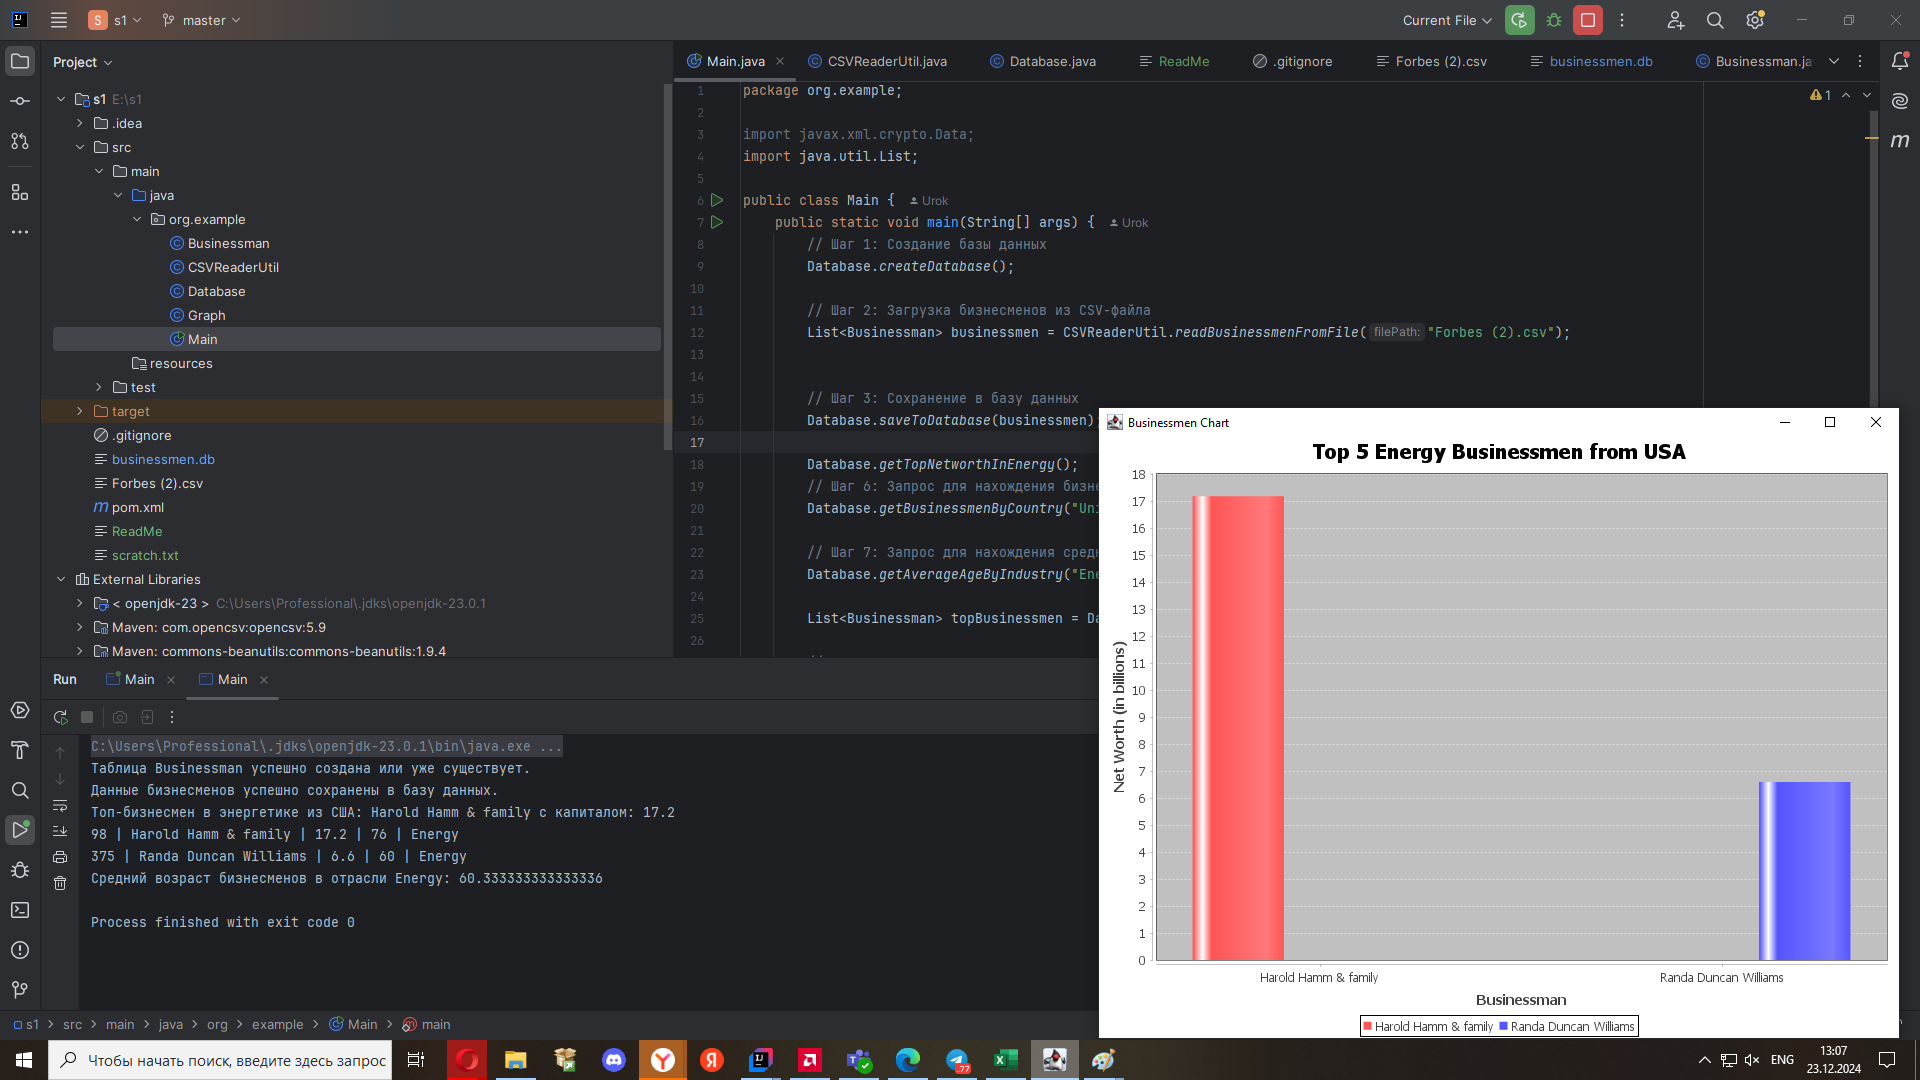 S s1 master Current File
Project
s1 E:\s1
.idea
src
main
java
org.example
Businessman
CSVReaderUtil
Database
Graph
Main
resources
test
target
.gitignore
businessmen.db
Forbes (2).csv
pom.xml
ReadMe
scratch.txt
External Libraries
< openjdk-23 > C:\Users\Professional\.jdks\openjdk-23.0.1
Maven: com.opencsv:opencsv:5.9
Maven: commons-beanutils:commons-beanutils:1.9.4
Main.java CSVReaderUtil.java Database.java ReadMe .gitignore Forbes (2).csv businessmen.db Businessman.ja
1
1 package org.example;
2
3 import javax.xml.crypto.Data;
4 import java.util.List;
5
6 public class Main { Urok
7 public static void main(String[] args) { Urok
8 // Шаг 1: Создание базы данных
9 Database.createDatabase();
10
11 // Шаг 2: Загрузка бизнесменов из CSV-файла
12 List<Businessman> businessmen = CSVReaderUtil.readBusinessmenFromFile( filePath: "Forbes (2).csv");
13
14
15 // Шаг 3: Сохранение в базу данных
16 Database.saveToDatabase(businessmen);
17
18 Database.getTopNetworthInEnergy();
19 // Шаг 6: Запрос для нахождения бизне
20 Database.getBusinessmenByCountry("Uni
21
22 // Шаг 7: Запрос для нахождения средн
23 Database.getAverageAgeByIndustry("Ene
24
25 List<Businessman> topBusinessmen = Da
26
Run Main Main
C:\Users\Professional\.jdks\openjdk-23.0.1\bin\java.exe ...
Таблица Businessman успешно создана или уже существует.
Данные бизнесменов успешно сохранены в базу данных.
Топ-бизнесмен в энергетике из США: Harold Hamm & family с капиталом: 17.2
98 | Harold Hamm & family | 17.2 | 76 | Energy
375 | Randa Duncan Williams | 6.6 | 60 | Energy
Средний возраст бизнесменов в отрасли Energy: 60.333333333333336
Process finished with exit code 0
Businessmen Chart
Top 5 Energy Businessmen from USA
18
17
16
15
14
13
12
11
10
9
8
7
6
5
4
3
2
1
0
Net Worth (in billions)
Harold Hamm & family Randa Duncan Williams
Businessman
Harold Hamm & family Randa Duncan Williams
s1 > src > main > java > org > example > Main > main
Чтобы начать поиск, введите здесь запрос
77
ENG
13:07
23.12.2024